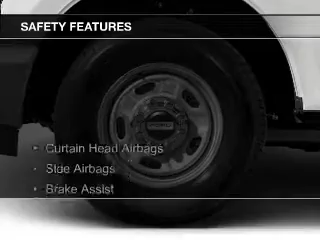 SAFETY FEATURES
• Curtain Head Airbags
• Side Airbags
• Brake Assist